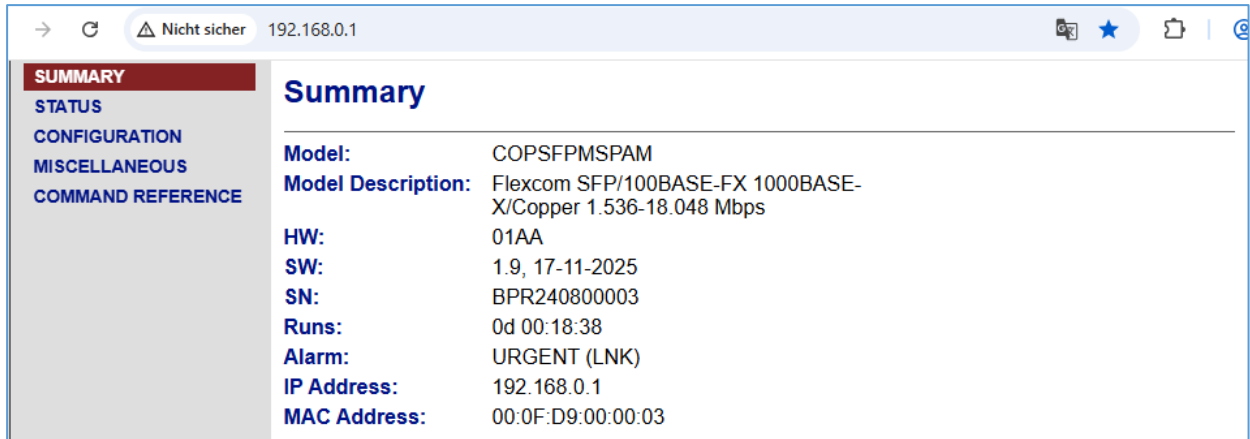 Nicht sicher 192.168.0.1
SUMMARY
STATUS
CONFIGURATION
MISCELLANEOUS
COMMAND REFERENCE
Summary
Model: COPSFPMSPAM
Model Description: Flexcom SFP/100BASE-FX 1000BASE-
X/Copper 1.536-18.048 Mbps
HW: 01AA
SW: 1.9, 17-11-2025
SN: BPR240800003
Runs: 0d 00:18:38
Alarm: URGENT (LNK)
IP Address: 192.168.0.1
MAC Address: 00:0F:D9:00:00:03